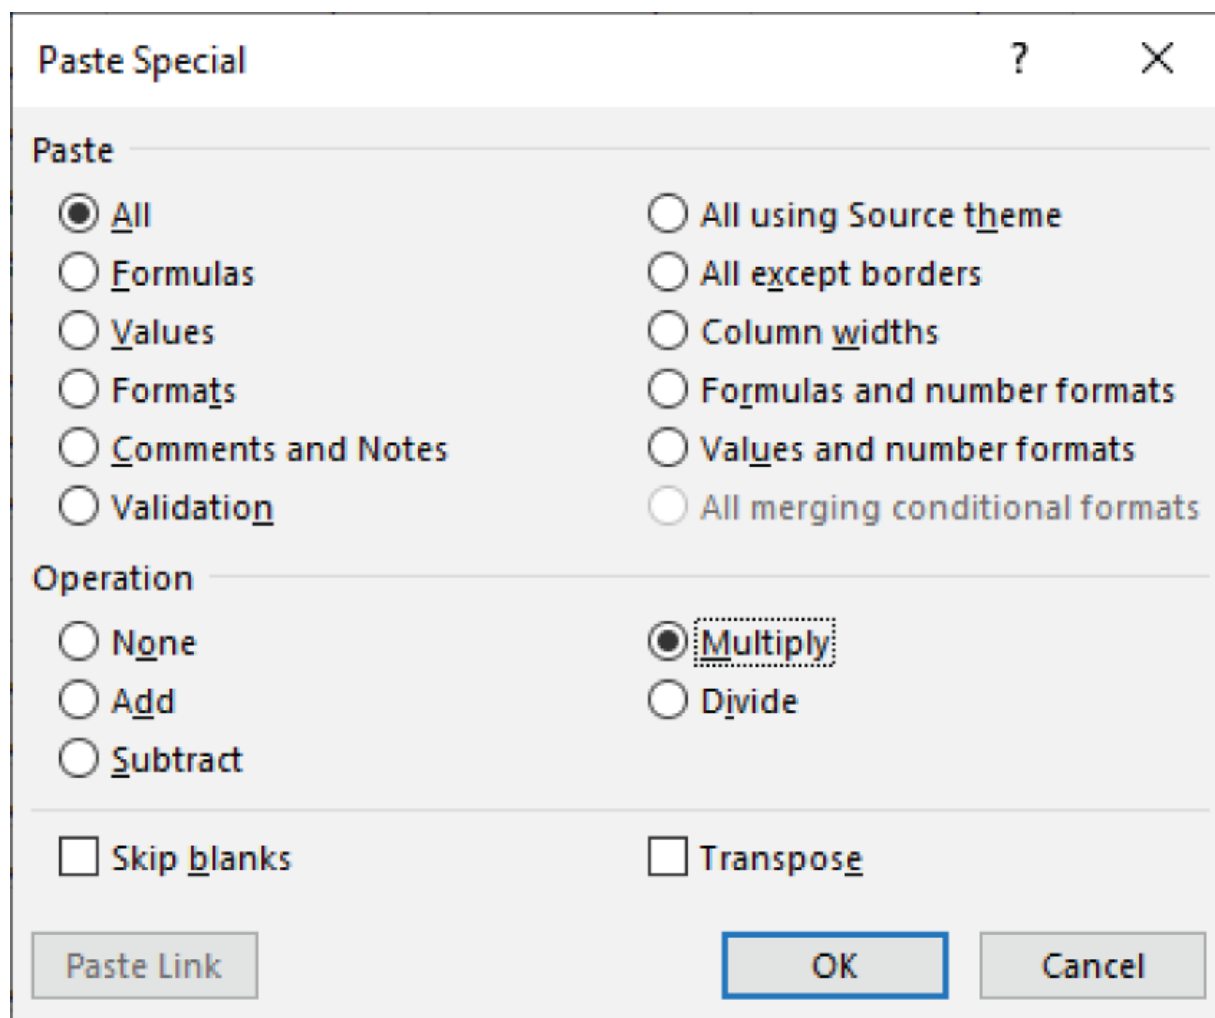 Paste Special ?
Paste
All
All using Source theme
Formulas
All except borders
Values
Column widths
Formats
Formulas and number formats
Comments and Notes
Values and number formats
Validation
All merging conditional formats
Operation
None
Multiply
Add
Divide
Subtract
Skip blanks
Transpose
Paste Link
OK
Cancel